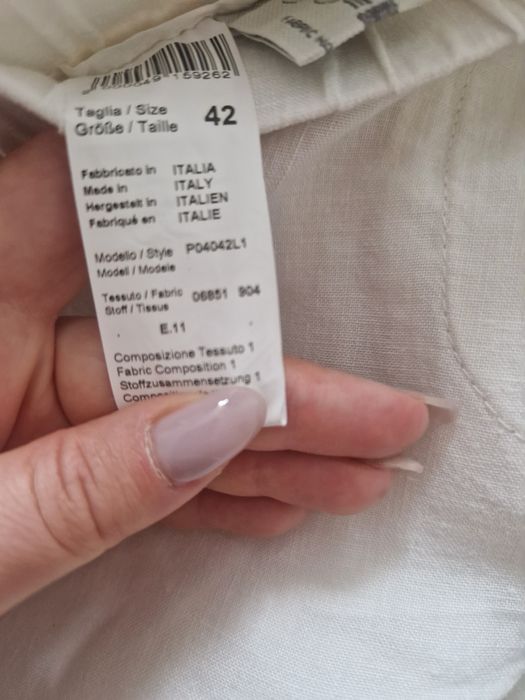 159262
Taglia / Size
Größe / Taille
42
Fabbricato in ITALIA
Made in ITALY
Hergestellt in ITALIEN
Fabriqué en ITALIE
Modello / Style P04042L1
Modell / Modele
Tessuto / Fabric 06851 904
Stoff / Tissus
E.11
Composizione Tessuto 1
Fabric Composition 1
Stoffzusammensetzung 1